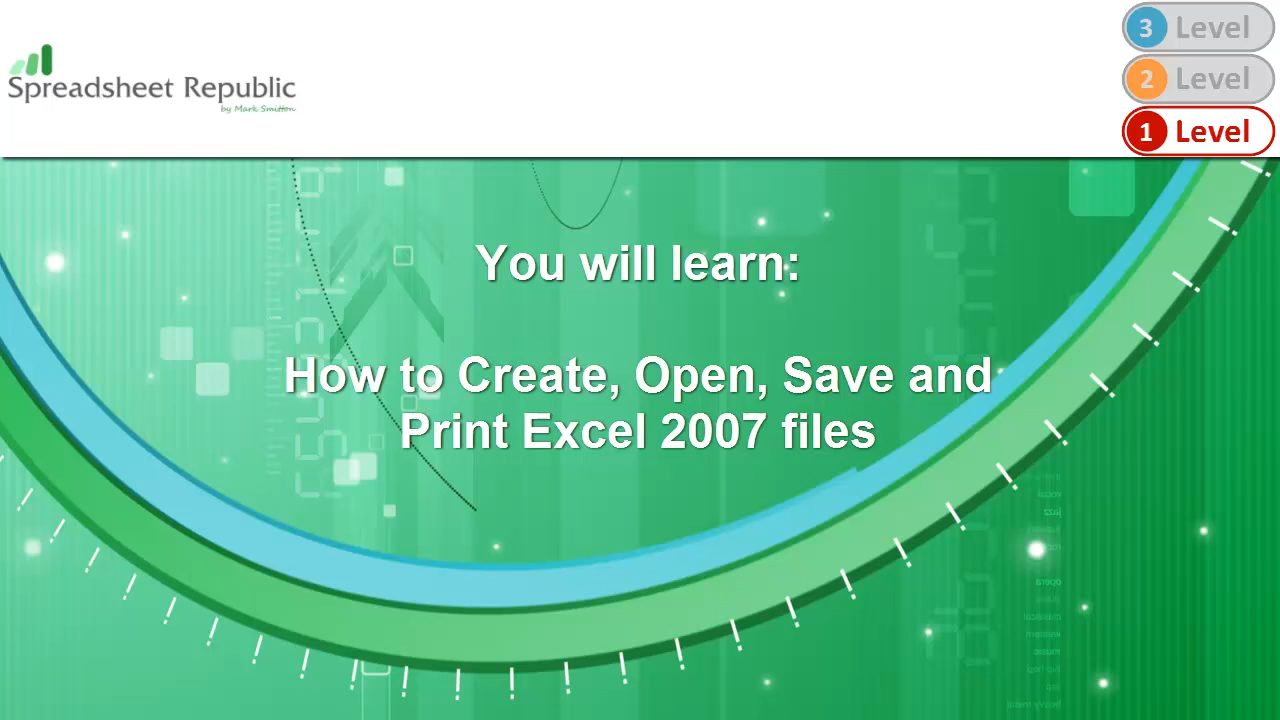 3 Level
2 Level
1 Level
Spreadsheet Republic
by Mark Smitton
You will learn:
How to Create, Open, Save and
Print Excel 2007 files